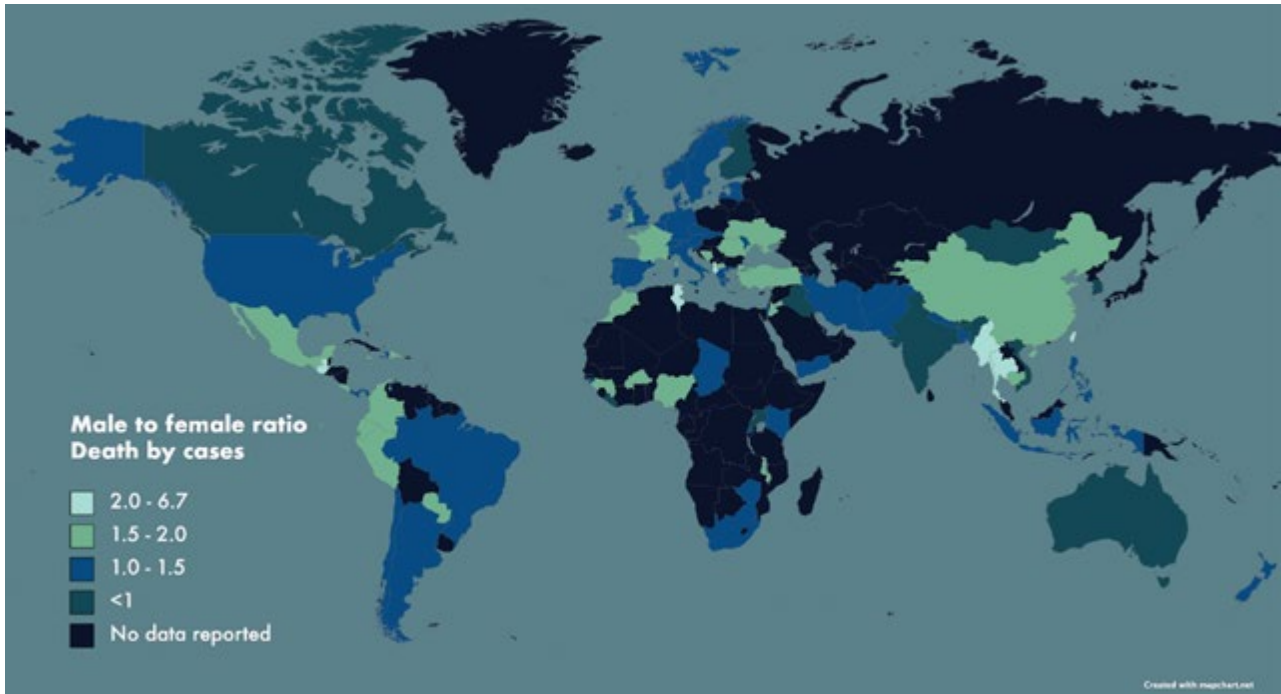 Male to female ratio
Death by cases
2.0 - 6.7
1.5 - 2.0
1.0 - 1.5
<1
No data reported
Created with mapchart.net